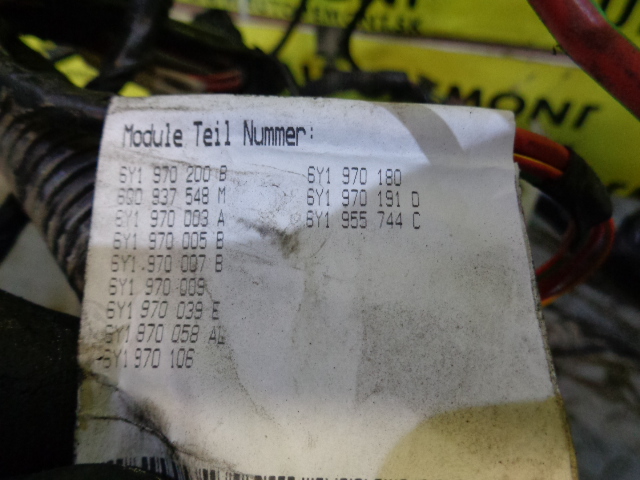 Module Teil Nummer:
6Y1 970 200 B
6Q0 937 548 M
6Y1 970 003 A
6Y1 970 005 B
6Y1 970 007 B
6Y1 970 009
6Y1 970 039 E
6Y1 970 058 AL
6Y1 970 106
6Y1 970 180
6Y1 970 191 D
6Y1 955 744 C